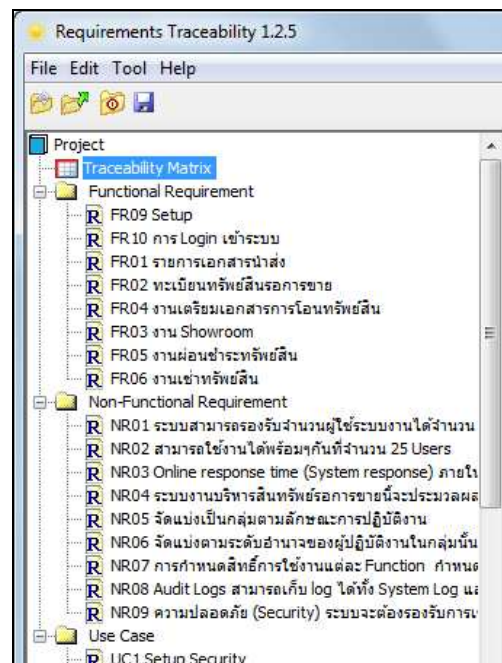 Requirements Traceability 1.2.5
File Edit Tool Help
Project
Traceability Matrix
Functional Requirement
R FR09 Setup
R FR10 การ Login เข้าระบบ
R FR01 รายการเอกสารนำส่ง
R FR02 ทะเบียนทรัพย์สินรอการขาย
R FR04 งานเตรียมเอกสารการโอนทรัพย์สิน
R FR03 งาน Showroom
R FR05 งานผ่อนชำระทรัพย์สิน
R FR06 งานเช่าทรัพย์สิน
Non-Functional Requirement
R NR01 ระบบสามารถรองรับจำนวนผู้ใช้ระบบงานได้จำนวน
R NR02 สามารถใช้งานได้พร้อมๆกันที่จำนวน 25 Users
R NR03 Online response time (System response) ภายใ
R NR04 ระบบงานบริหารสินทรัพย์รอการขายนี้จะประมวลผล
R NR05 จัดแบ่งเป็นกลุ่มตามลักษณะการปฏิบัติงาน
R NR06 จัดแบ่งตามระดับอำนาจของผู้ปฏิบัติงานในกลุ่มนั้น
R NR07 การกำหนดสิทธิ์การใช้งานแต่ละ Function กำหนด
R NR08 Audit Logs สามารถเก็บ log ได้ทั้ง System Log แ
R NR09 ความปลอดภัย (Security) ระบบจะต้องรองรับการเ
Use Case
R UC1 Setup Security